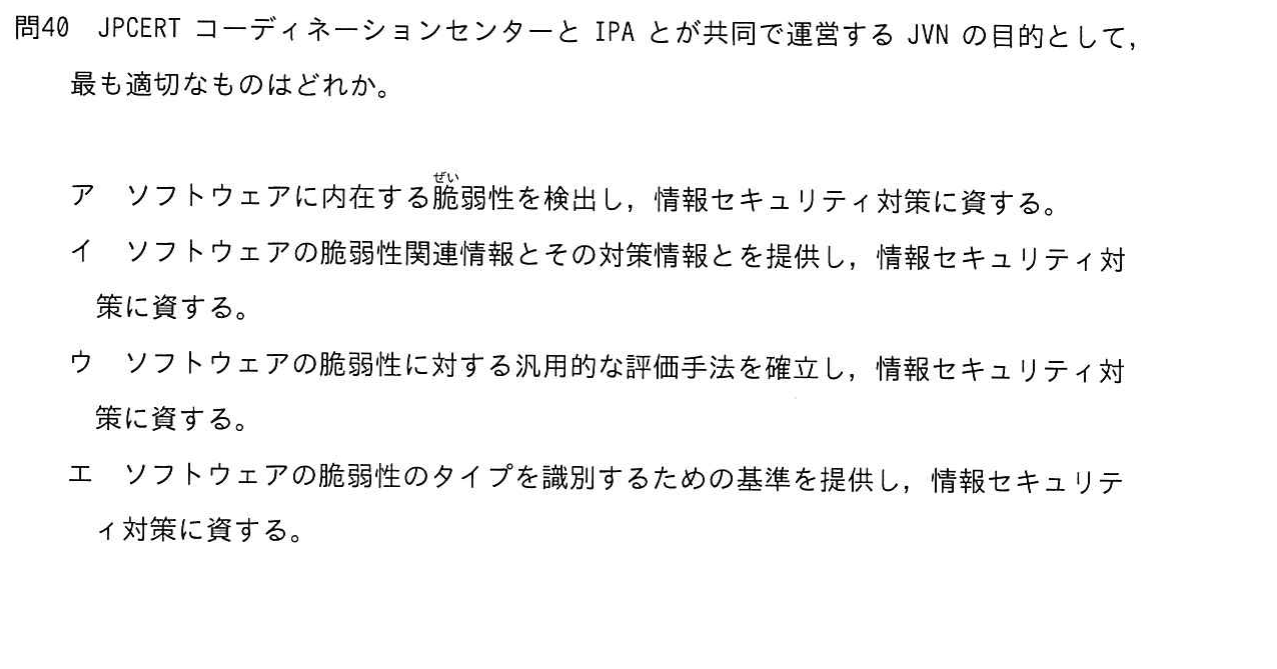 問40 JPCERT コーディネーションセンターと IPA とが共同で運営する JVN の目的として，
最も適切なものはどれか。
ぜい
ア ソフトウェアに内在する脆弱性を検出し，情報セキュリティ対策に資する。
イ ソフトウェアの脆弱性関連情報とその対策情報とを提供し，情報セキュリティ対
策に資する。
ウ ソフトウェアの脆弱性に対する汎用的な評価手法を確立し，情報セキュリティ対
策に資する。
エ ソフトウェアの脆弱性のタイプを識別するための基準を提供し，情報セキュリテ
ィ対策に資する。